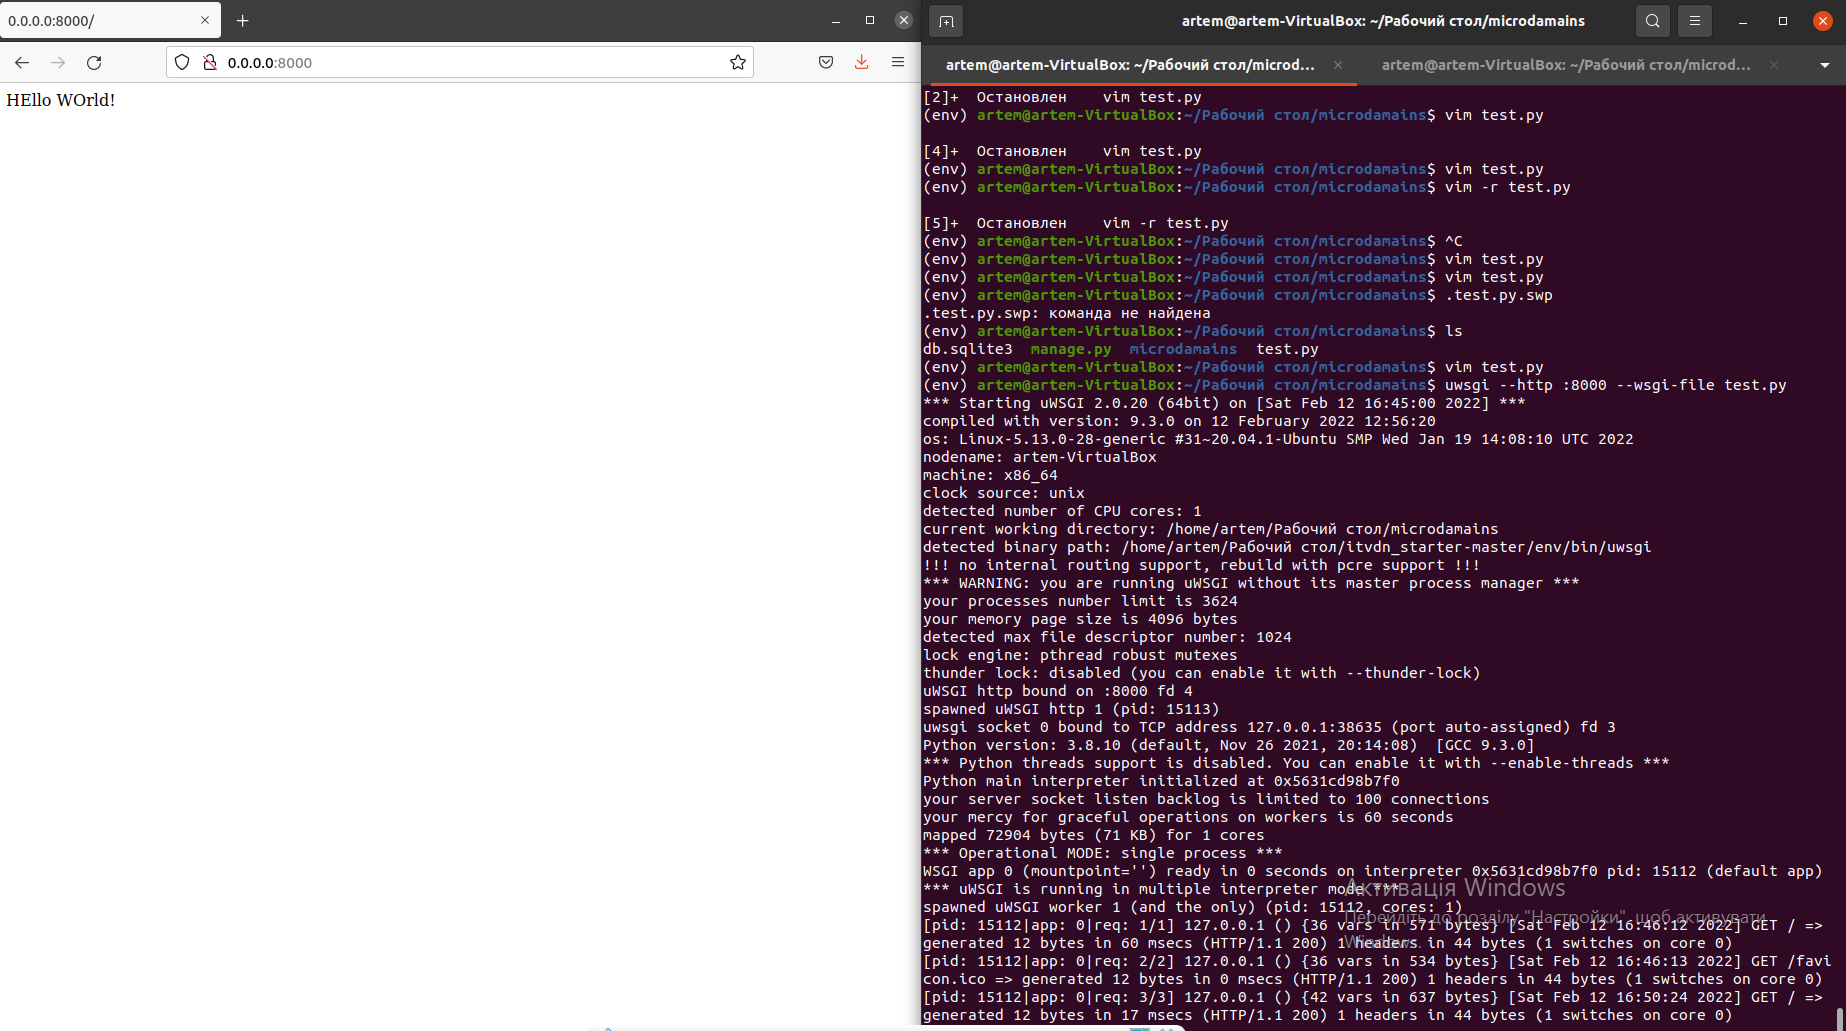 0.0.0.0:8000/
0.0.0.0:8000
HEllo WOrld!
artem@artem-VirtualBox: ~/Рабочий стол/microdamains
artem@artem-VirtualBox: ~/Рабочий стол/microd...
artem@artem-VirtualBox: ~/Рабочий стол/microd...
[2]+  Остановлен    vim test.py
(env) artem@artem-VirtualBox:~/Рабочий стол/microdamains$ vim test.py
[4]+  Остановлен    vim test.py
(env) artem@artem-VirtualBox:~/Рабочий стол/microdamains$ vim test.py
(env) artem@artem-VirtualBox:~/Рабочий стол/microdamains$ vim -r test.py
[5]+  Остановлен    vim -r test.py
(env) artem@artem-VirtualBox:~/Рабочий стол/microdamains$ ^C
(env) artem@artem-VirtualBox:~/Рабочий стол/microdamains$ vim test.py
(env) artem@artem-VirtualBox:~/Рабочий стол/microdamains$ vim test.py
(env) artem@artem-VirtualBox:~/Рабочий стол/microdamains$ .test.py.swp
.test.py.swp: команда не найдена
(env) artem@artem-VirtualBox:~/Рабочий стол/microdamains$ ls
db.sqlite3  manage.py  microdamains  test.py
(env) artem@artem-VirtualBox:~/Рабочий стол/microdamains$ vim test.py
(env) artem@artem-VirtualBox:~/Рабочий стол/microdamains$ uwsgi --http :8000 --wsgi-file test.py
*** Starting uWSGI 2.0.20 (64bit) on [Sat Feb 12 16:45:00 2022] ***
compiled with version: 9.3.0 on 12 February 2022 12:56:20
os: Linux-5.13.0-28-generic #31~20.04.1-Ubuntu SMP Wed Jan 19 14:08:10 UTC 2022
nodename: artem-VirtualBox
machine: x86_64
clock source: unix
detected number of CPU cores: 1
current working directory: /home/artem/Рабочий стол/microdamains
detected binary path: /home/artem/Рабочий стол/itvdn_starter-master/env/bin/uwsgi
!!! no internal routing support, rebuild with pcre support !!!
*** WARNING: you are running uWSGI without its master process manager ***
your processes number limit is 3624
your memory page size is 4096 bytes
detected max file descriptor number: 1024
lock engine: pthread robust mutexes
thunder lock: disabled (you can enable it with --thunder-lock)
uWSGI http bound on :8000 fd 4
spawned uWSGI http 1 (pid: 15113)
uwsgi socket 0 bound to TCP address 127.0.0.1:38635 (port auto-assigned) fd 3
Python version: 3.8.10 (default, Nov 26 2021, 20:14:08)  [GCC 9.3.0]
*** Python threads support is disabled. You can enable it with --enable-threads ***
Python main interpreter initialized at 0x5631cd98b7f0
your server socket listen backlog is limited to 100 connections
your mercy for graceful operations on workers is 60 seconds
mapped 72904 bytes (71 KB) for 1 cores
*** Operational MODE: single process ***
WSGI app 0 (mountpoint='') ready in 0 seconds on interpreter 0x5631cd98b7f0 pid: 15112 (default app)
*** uWSGI is running in multiple interpreter mode ***
spawned uWSGI worker 1 (and the only) (pid: 15112, cores: 1)
[pid: 15112|app: 0|req: 1/1] 127.0.0.1 () {36 vars in 571 bytes} [Sat Feb 12 16:46:12 2022] GET / =>
generated 12 bytes in 60 msecs (HTTP/1.1 200) 1 headers in 44 bytes (1 switches on core 0)
[pid: 15112|app: 0|req: 2/2] 127.0.0.1 () {36 vars in 534 bytes} [Sat Feb 12 16:46:13 2022] GET /favi
con.ico => generated 12 bytes in 0 msecs (HTTP/1.1 200) 1 headers in 44 bytes (1 switches on core 0)
[pid: 15112|app: 0|req: 3/3] 127.0.0.1 () {42 vars in 637 bytes} [Sat Feb 12 16:50:24 2022] GET / =>
generated 12 bytes in 17 msecs (HTTP/1.1 200) 1 headers in 44 bytes (1 switches on core 0)
Активація Windows
Перейдіть до розділу "Настройки", щоб активувати
Windows.